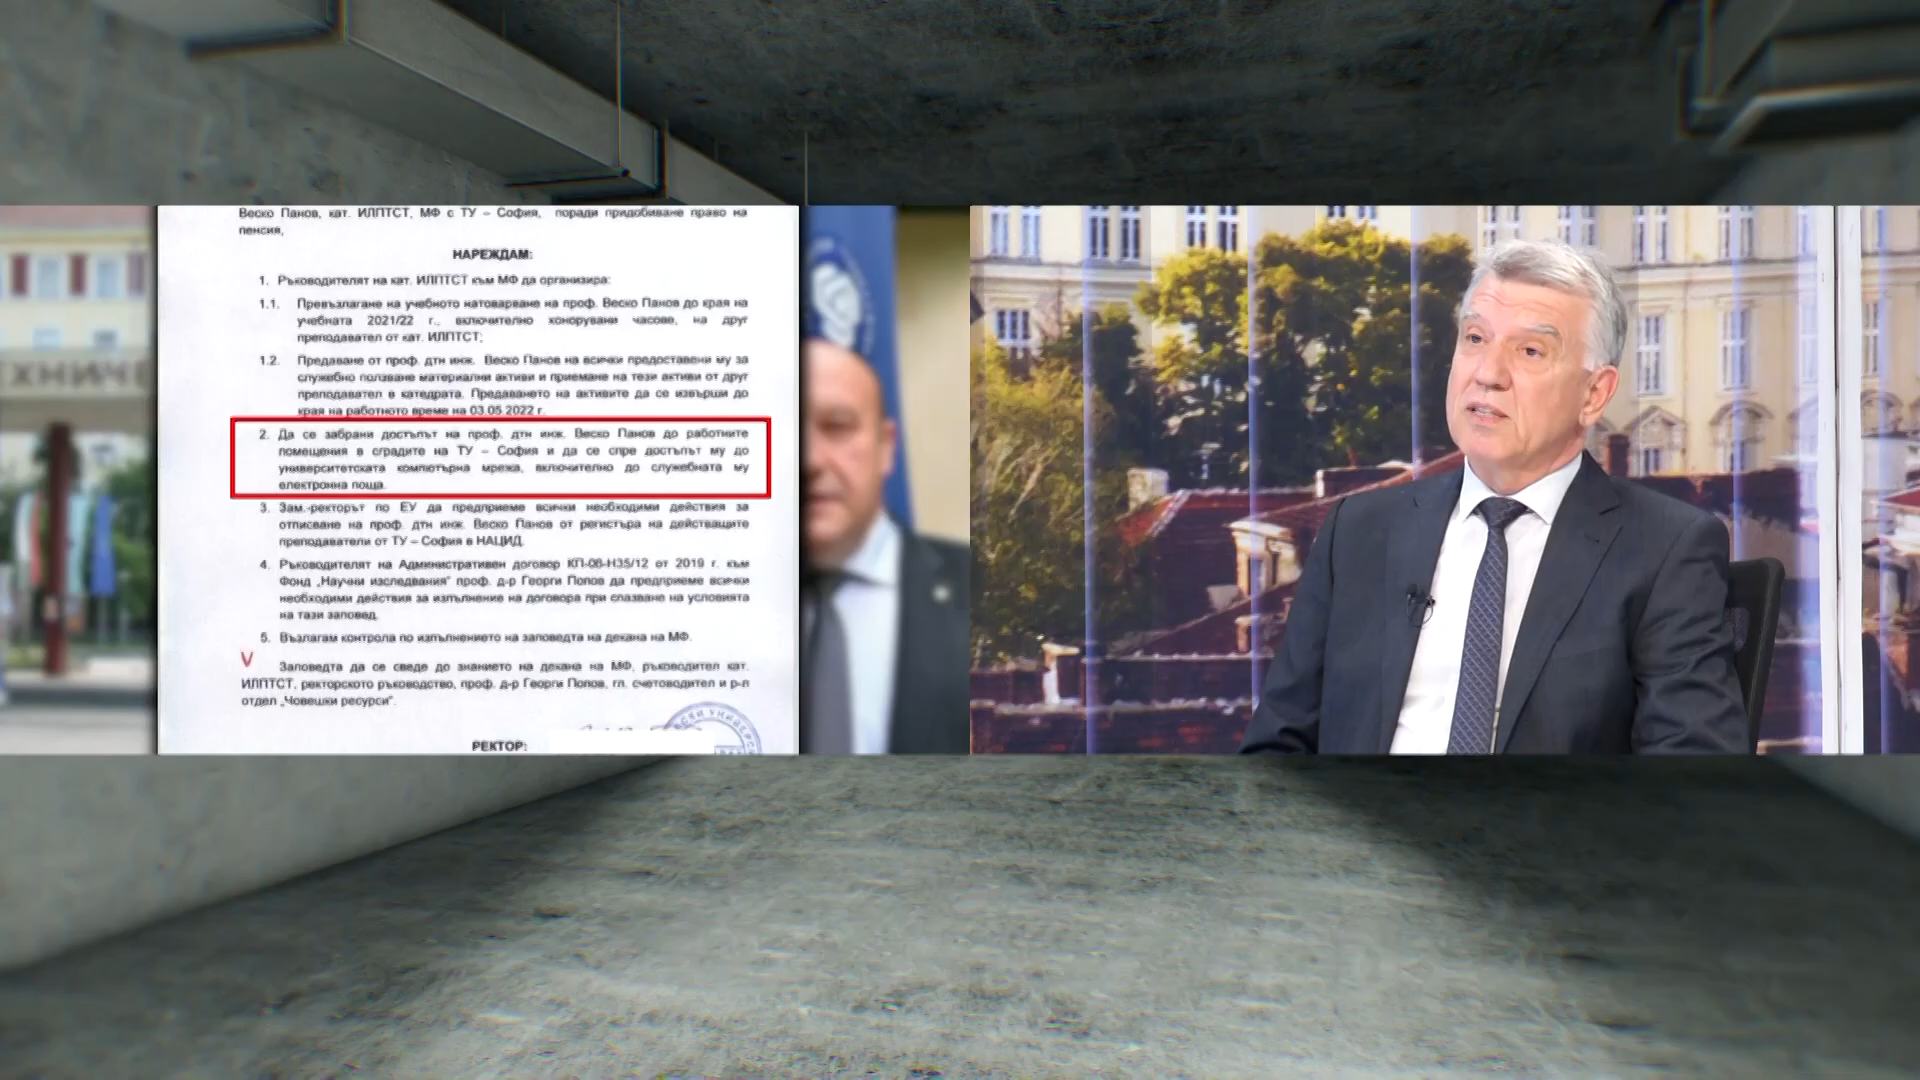 Веско Панов, кат. ИЛПТСТ, МФ с ТУ – София, поради придобиване право на
пенсия,
НАРЕЖДАМ:
1. Ръководителят на кат. ИЛПТСТ към МФ да организира:
1.1. Превъзлагане на учебното натоварване на проф. Веско Панов до края на
учебната 2021/22 г., включително хонорувани часове, на друг
преподавател от кат. ИЛПТСТ;
1.2. Предаване от проф. дтн инж. Веско Панов на всички предоставени му за
служебно ползване материални активи и приемане на тези активи от друг
преподавател в катедрата. Предаването на активите да се извърши до
края на работното време на 03.05.2022 г.
2. Да се забрани достъпът на проф. дтн инж. Веско Панов до работните
помещения в сградите на ТУ – София и да се спре достъпът му до
университетската компютърна мрежа, включително до служебната му
електронна поща.
3. Зам.-ректорът по ЕУ да предприеме всички необходими действия за
отписване на проф. дтн инж. Веско Панов от регистъра на действащите
преподаватели от ТУ – София в НАЦИД.
4. Ръководителят на Административен договор КП-06-Н35/12 от 2019 г. към
Фонд „Научни изследвания" проф. д-р Георги Попов да предприеме всички
необходими действия за изпълнение на договора при спазване на условията
на тази заповед.
5. Възлагам контрола по изпълнението на заповедта на декана на МФ.
V
Заповедта да се сведе до знанието на декана на МФ, ръководител кат.
ИЛПТСТ, ректорското ръководство, проф. д-р Георги Попов, гл. счетоводител и р-л
отдел „Човешки ресурси".
РЕКТОР:
ЕХНИЧЕ